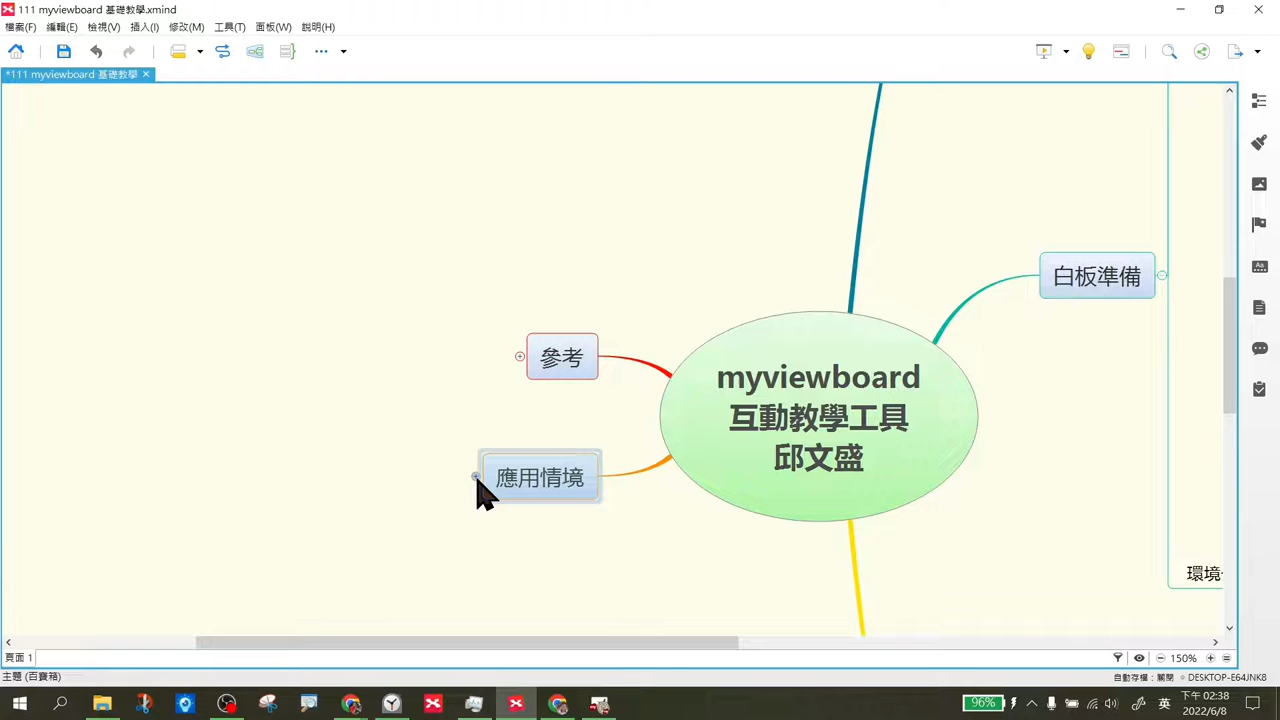 111 myviewboard 基礎教學.xmind
檔案(F) 編輯(E) 檢視(V) 插入(I) 修改(M) 工具(T) 面板(W) 說明(H)
*111 myviewboard 基礎教學
白板準備
參考
myviewboard
互動教學工具
邱文盛
應用情境
環境
頁面 1
150%
主題 (百寶箱)
自動存檔：關閉
DESKTOP-E64JNK8
96%
英
下午 02:38
2022/6/8